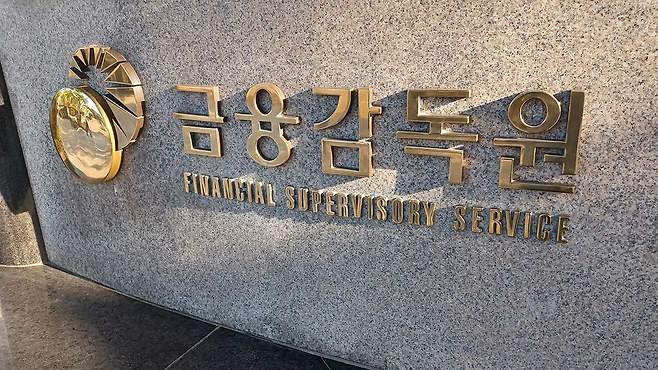 금융감독원
FINANCIAL SUPERVISORY SERVICE